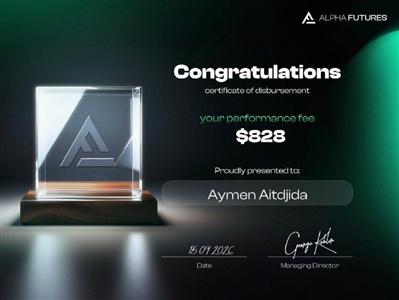 ALPHA FUTURES
Congratulations
certificate of disbursement
your performance fee
$828
Proudly presented to:
Aymen Aitdjida
15 09 2026
Date
Managing Director